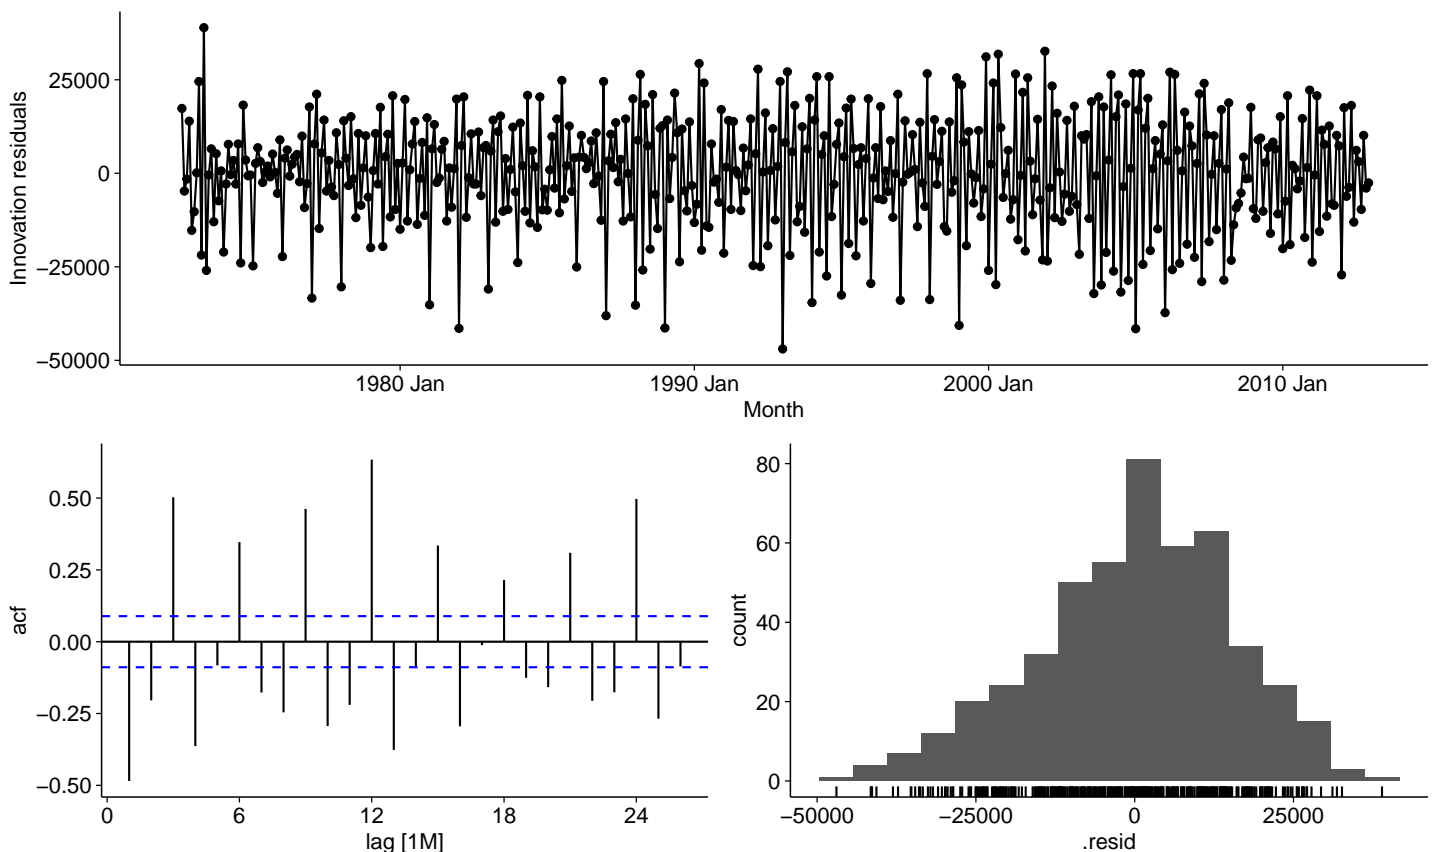 Innovation residuals
25000
0
−25000
−50000
1980 Jan
1990 Jan
2000 Jan
2010 Jan
Month
acf
0.50
0.25
0.00
−0.25
−0.50
0
6
12
18
24
lag [1M]
count
80
60
40
20
0
−50000
−25000
0
25000
.resid